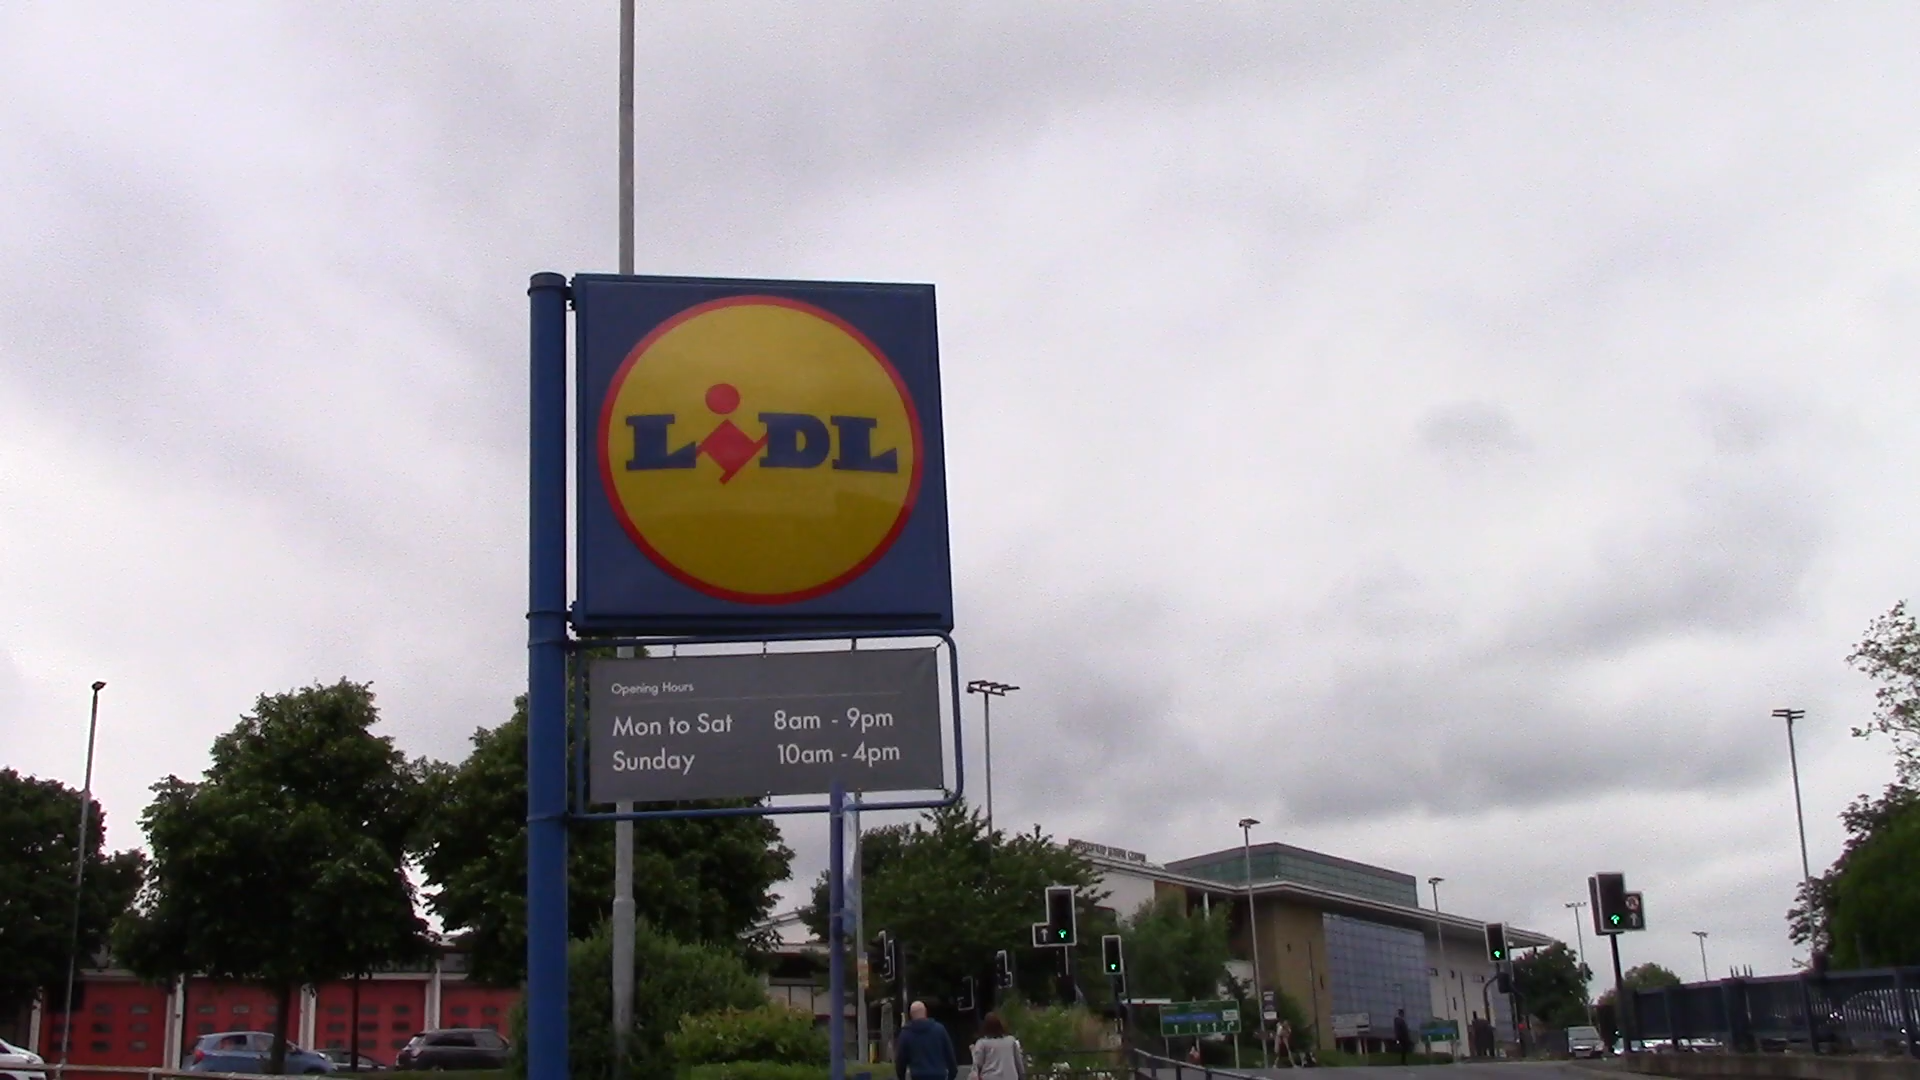 LIDL
Opening Hours
Mon to Sat 8am - 9pm
Sunday 10am - 4pm